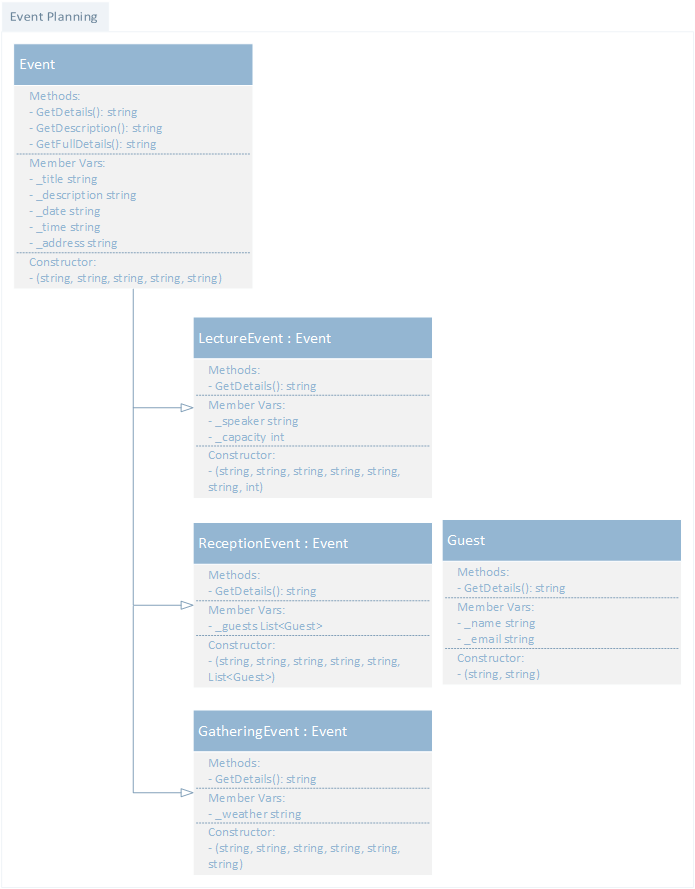 Event Planning
Event
Methods:
- GetDetails(): string
- GetDescription(): string
- GetFullDetails(): string
Member Vars:
- _title string
- _description string
- _date string
- _time string
- _address string
Constructor:
- (string, string, string, string, string)
LectureEvent : Event
Methods:
- GetDetails(): string
Member Vars:
- _speaker string
- _capacity int
Constructor:
- (string, string, string, string, string,
string, int)
ReceptionEvent : Event
Methods:
- GetDetails(): string
Member Vars:
- _guests List<Guest>
Constructor:
- (string, string, string, string, string,
List<Guest>)
Guest
Methods:
- GetDetails(): string
Member Vars:
- _name string
- _email string
Constructor:
- (string, string)
GatheringEvent : Event
Methods:
- GetDetails(): string
Member Vars:
- _weather string
Constructor:
- (string, string, string, string, string,
string)